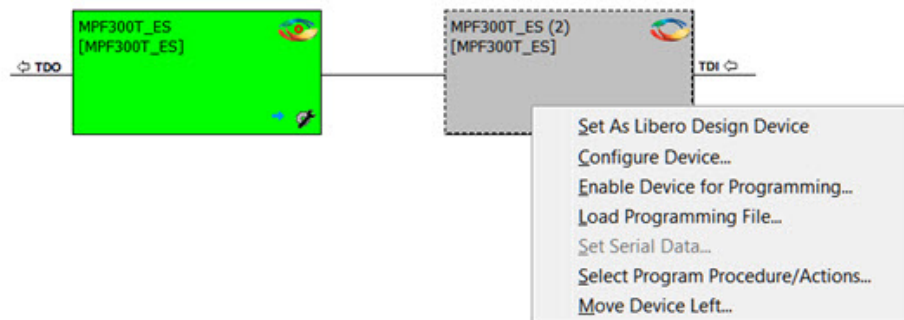 MPF300T_ES
[MPF300T_ES]
MPF300T_ES (2)
[MPF300T_ES]
TDO
TDI
Set As Libero Design Device
Configure Device...
Enable Device for Programming...
Load Programming File...
Set Serial Data...
Select Program Procedure/Actions...
Move Device Left...